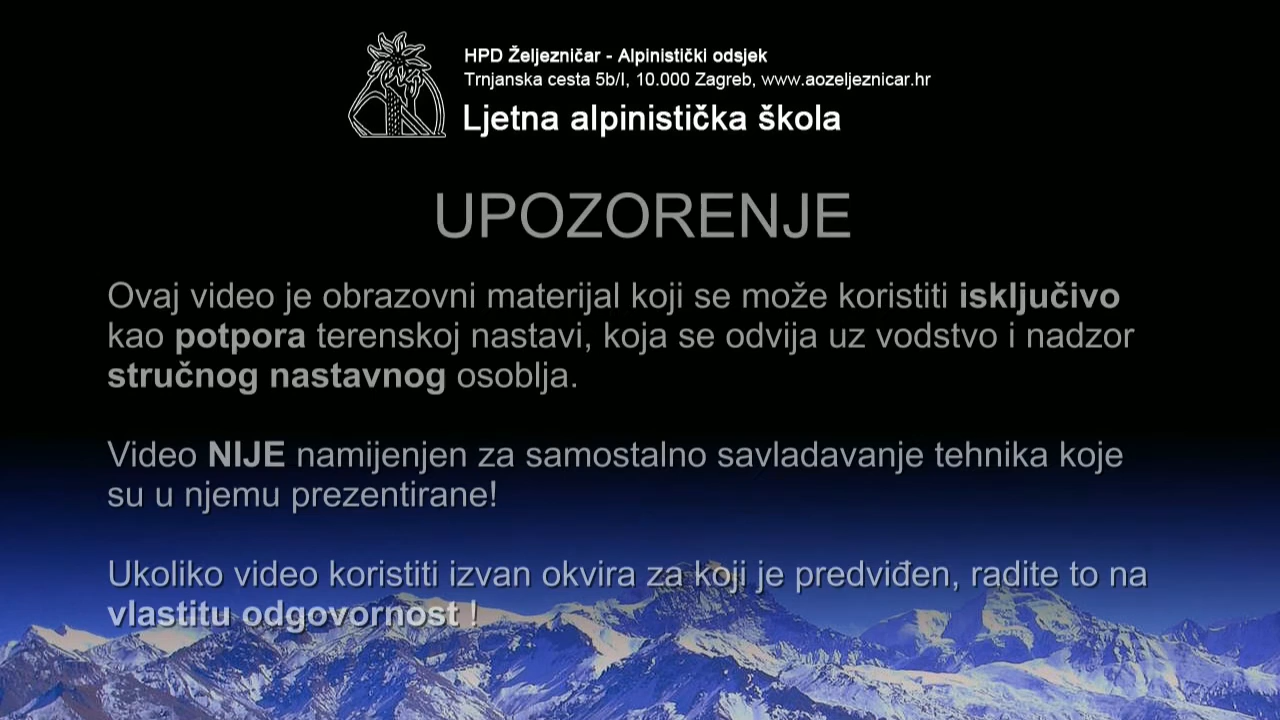 HPD Željezničar - Alpinistički odsjek
Trnjanska cesta 5b/I, 10.000 Zagreb, www.aozeljeznicar.hr
Ljetna alpinistička škola
UPOZORENJE
Ovaj video je obrazovni materijal koji se može koristiti isključivo
kao potpora terenskoj nastavi, koja se odvija uz vodstvo i nadzor
stručnog nastavnog osoblja.
Video NIJE namijenjen za samostalno savladavanje tehnika koje
su u njemu prezentirane!
Ukoliko video koristiti izvan okvira za koji je predviđen, radite to na
vlastitu odgovornost !